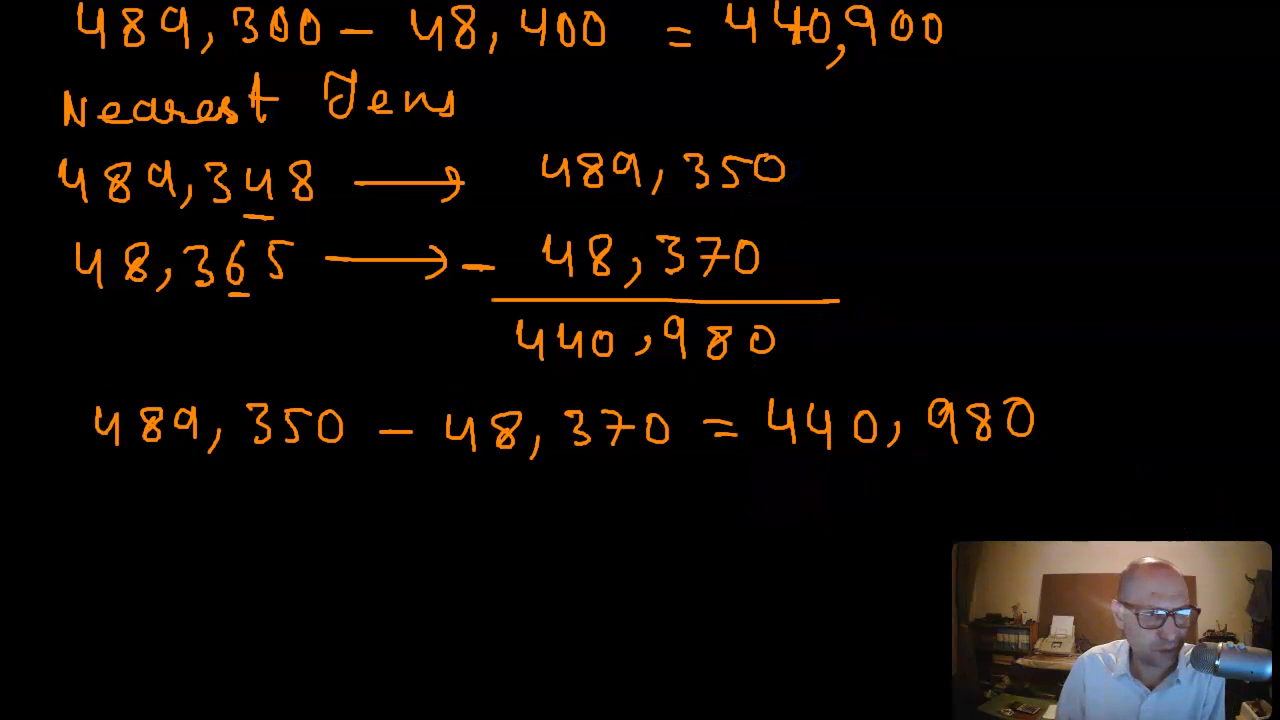 489,300 - 48,400 = 440,900
Nearest Tens
489,348 → 489,350
48,365 → - 48,370
440,980
489,350 - 48,370 = 440,980